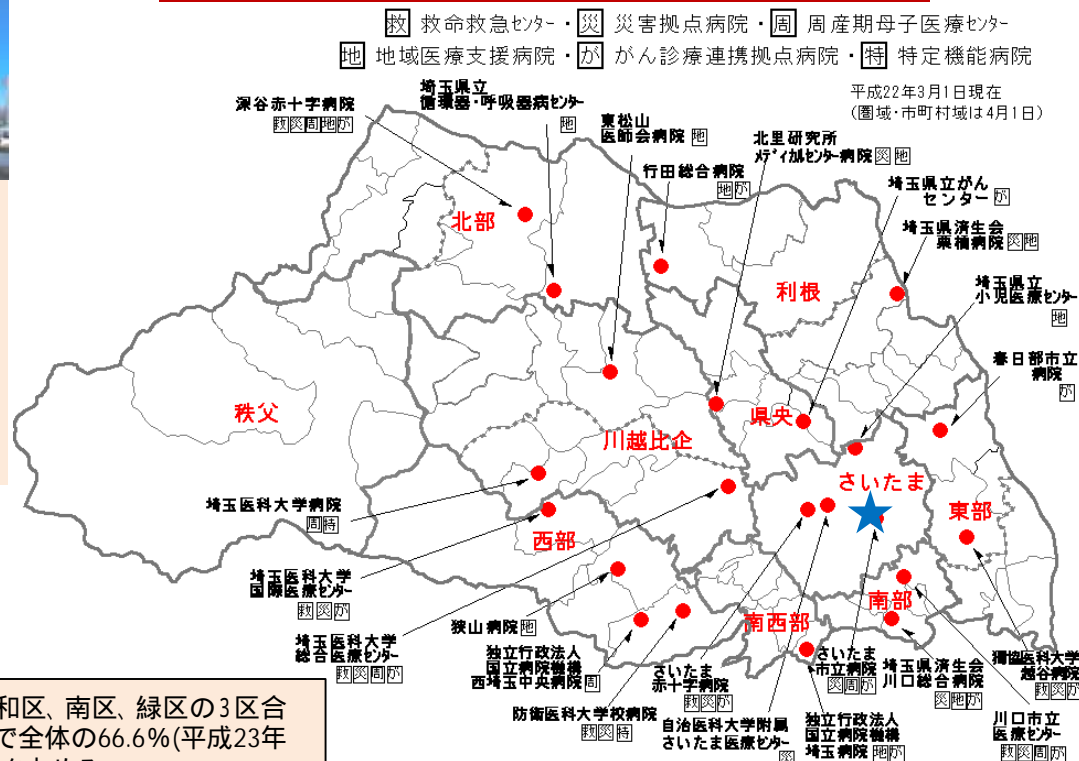 救 救命救急センター・災 災害拠点病院・周 周産期母子医療センター
地 地域医療支援病院・が がん診療連携拠点病院・特 特定機能病院
平成22年3月1日現在
(圏域・市町村域は4月1日)
深谷赤十字病院
救災周地が
埼玉県立
循環器・呼吸器病センター
地
東松山
医師会病院 地
北里研究所
メディカルセンター病院 災地
行田総合病院
地が
埼玉県立がん
センター が
埼玉県済生会
栗橋病院 災地
埼玉県立
小児医療センター
地
春日部市立
病院
が
北部
利根
秩父
県央
川越比企
さいたま
東部
西部
南部
南西部
埼玉医科大学病院
周特
埼玉医科大学
国際医療センター
救災が
埼玉医科大学
総合医療センター
救災周が
狭山病院 地
独立行政法人
国立病院機構
西埼玉中央病院 周
防衛医科大学校病院
救災特
さいたま
赤十字病院
救災が
自治医科大学附属
さいたま医療センター
災
さいたま
市立病院
災周が
独立行政法人
国立病院機構
埼玉病院 地が
埼玉県済生会
川口総合病院
災地が
川口市立
医療センター
救災周が
獨協医科大学
越谷病院
救災が
和区、南区、緑区の3区合
で全体の66.6%(平成23年